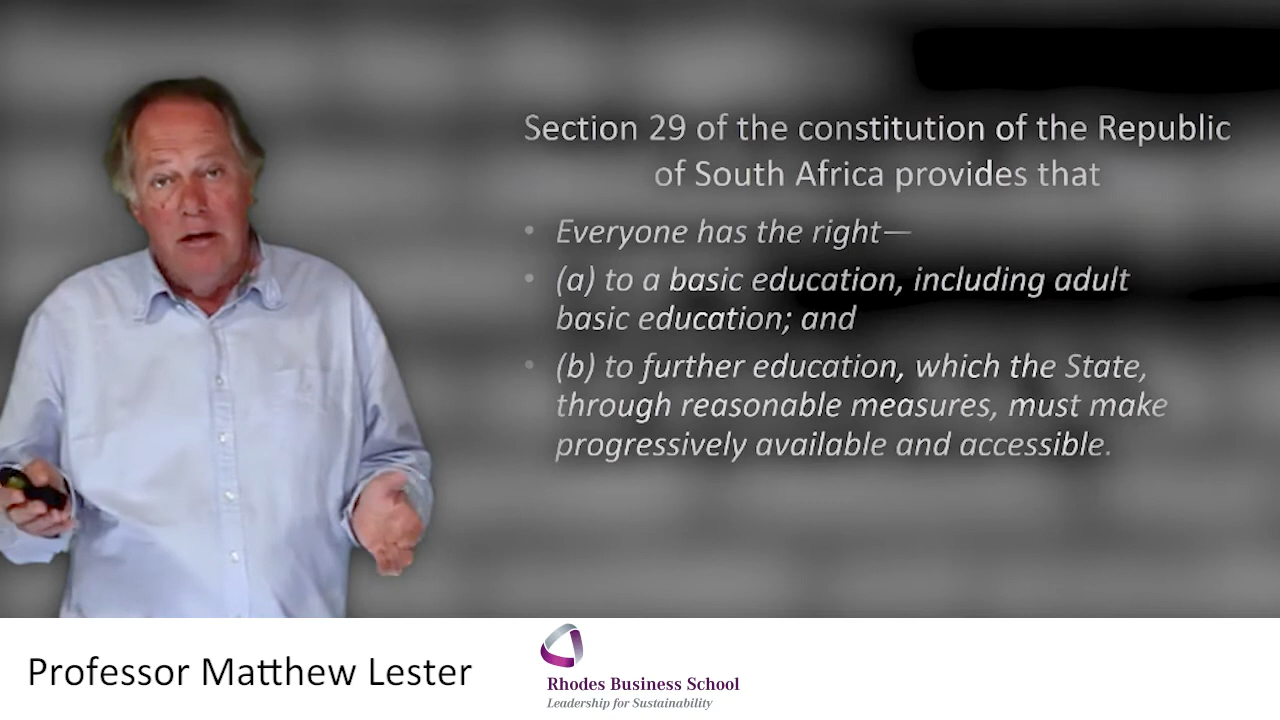 Section 29 of the constitution of the Republic
of South Africa provides that
• Everyone has the right—
• (a) to a basic education, including adult
basic education; and
• (b) to further education, which the State,
through reasonable measures, must make
progressively available and accessible.
Professor Matthew Lester
Rhodes Business School
Leadership for Sustainability